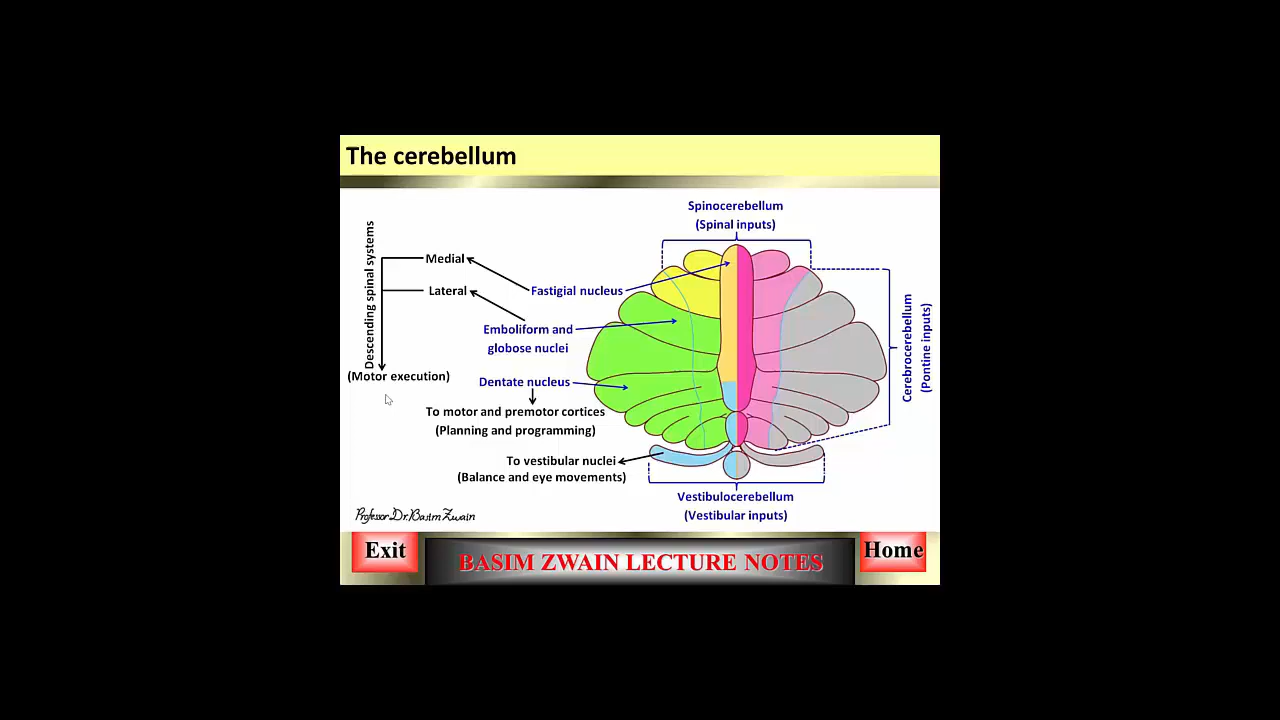 The cerebellum
Spinocerebellum
(Spinal inputs)
Descending spinal systems
Medial
Lateral
(Motor execution)
Fastigial nucleus
Emboliform and
globose nuclei
Dentate nucleus
To motor and premotor cortices
(Planning and programming)
To vestibular nuclei
(Balance and eye movements)
Cerebrocerebellum
(Pontine inputs)
Vestibulocerebellum
(Vestibular inputs)
Professor Dr. Basim Zwain
Exit
BASIM ZWAIN LECTURE NOTES
Home